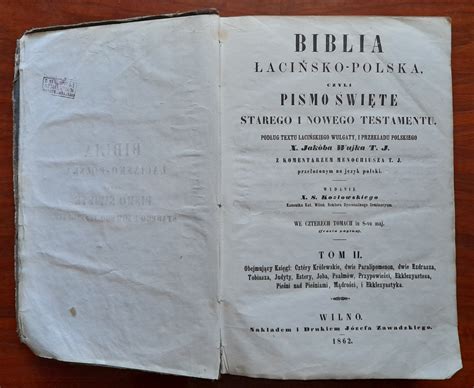 BIBLIA
ŁACIŃSKO-POLSKA,
CZYLI
PISMO ŚWIĘTE
STAREGO I NOWEGO TESTAMENTU,
PODŁUG TEXTU ŁACIŃSKIEGO WULGATY, I PRZEKŁADU POLSKIEGO
X. Jakóba Wujka T. J.
Z KOMENTARZEM MENOCHIUSZA T. J.
przełożonym na język polski.
WYDANIE
X. S. Kozłowskiego
WE CZTERECH TOMACH in 8-vo maj.
TOM II.
Obejmujący Księgi: Cztéry Królewskie, dwie Paralipomenon, dwie Ezdrasza,
Tobiasza, Judyty, Estery, Joba, Psalmów, Przypowieści, Ekklezyastesa,
Pieśni nad Pieśniami, Mądrości, i Ekklezyastyka.
WILNO.
Nakładem i Drukiem Józefa Zawadzkiego.
1862.